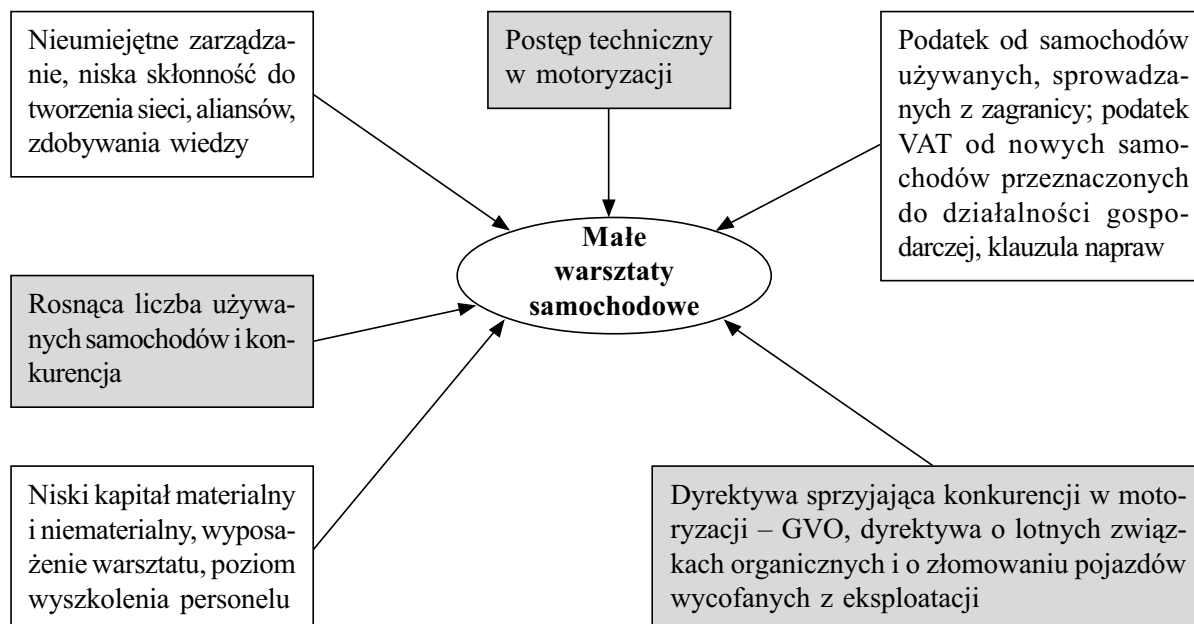 Nieumiejętne zarządza-
nie, niska skłonność do
tworzenia sieci, aliansów,
zdobywania wiedzy
Postęp techniczny
w motoryzacji
Podatek od samochodów
używanych, sprowadza-
nych z zagranicy; podatek
VAT od nowych samo-
chodów przeznaczonych
do działalności gospo-
darczej, klauzula napraw
Małe
warsztaty
samochodowe
Rosnąca liczba używa-
nych samochodów i kon-
kurencja
Niski kapitał materialny
i niematerialny, wyposa-
żenie warsztatu, poziom
wyszkolenia personelu
Dyrektywa sprzyjająca konkurencji w moto-
ryzacji – GVO, dyrektywa o lotnych związ-
kach organicznych i o złomowaniu pojazdów
wycofanych z eksploatacji